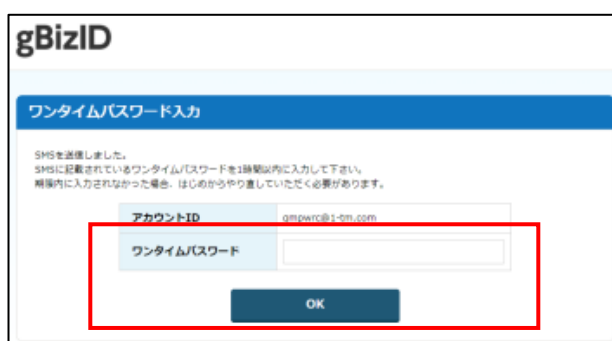 gBizID
ワンタイムパスワード入力
SMSを送信しました。
SMSに記載されているワンタイムパスワードを1時間以内に入力して下さい。
期限内に入力されなかった場合、はじめからやり直していただく必要があります。
アカウントID qmpwrc@1-tm.com
ワンタイムパスワード
OK